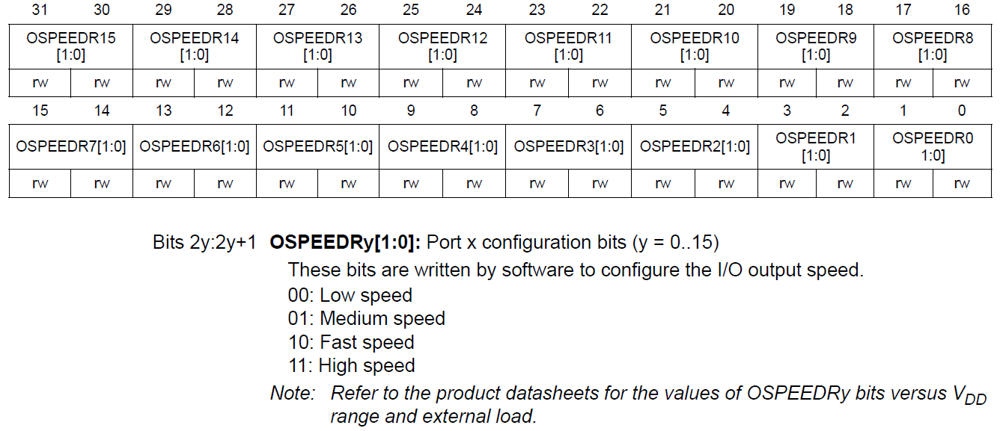 31 30 29 28 27 26 25 24 23 22 21 20 19 18 17 16
OSPEEDR15 OSPEEDR14 OSPEEDR13 OSPEEDR12 OSPEEDR11 OSPEEDR10 OSPEEDR9 OSPEEDR8
[1:0] [1:0] [1:0] [1:0] [1:0] [1:0] [1:0] [1:0]
rw rw rw rw rw rw rw rw rw rw rw rw rw rw rw rw
15 14 13 12 11 10 9 8 7 6 5 4 3 2 1 0
OSPEEDR7[1:0] OSPEEDR6[1:0] OSPEEDR5[1:0] OSPEEDR4[1:0] OSPEEDR3[1:0] OSPEEDR2[1:0] OSPEEDR1 OSPEEDR0
[1:0] 1:0]
rw rw rw rw rw rw rw rw rw rw rw rw rw rw rw rw
Bits 2y:2y+1 OSPEEDRy[1:0]: Port x configuration bits (y = 0..15)
These bits are written by software to configure the I/O output speed.
00: Low speed
01: Medium speed
10: Fast speed
11: High speed
Note: Refer to the product datasheets for the values of OSPEEDRy bits versus VDD
range and external load.